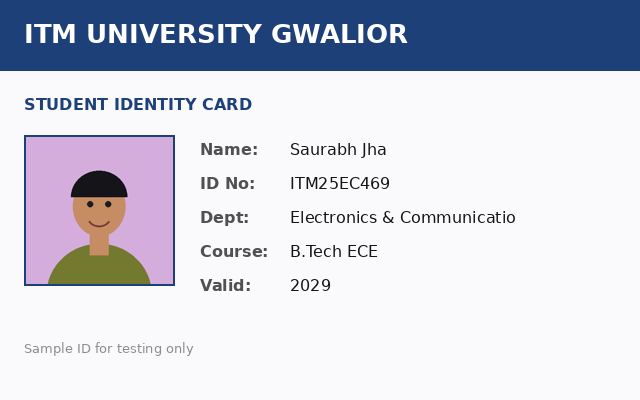 ITM UNIVERSITY GWALIOR
STUDENT IDENTITY CARD
Name: Saurabh Jha
ID No: ITM25EC469
Dept: Electronics & Communicatio
Course: B.Tech ECE
Valid: 2029
Sample ID for testing only